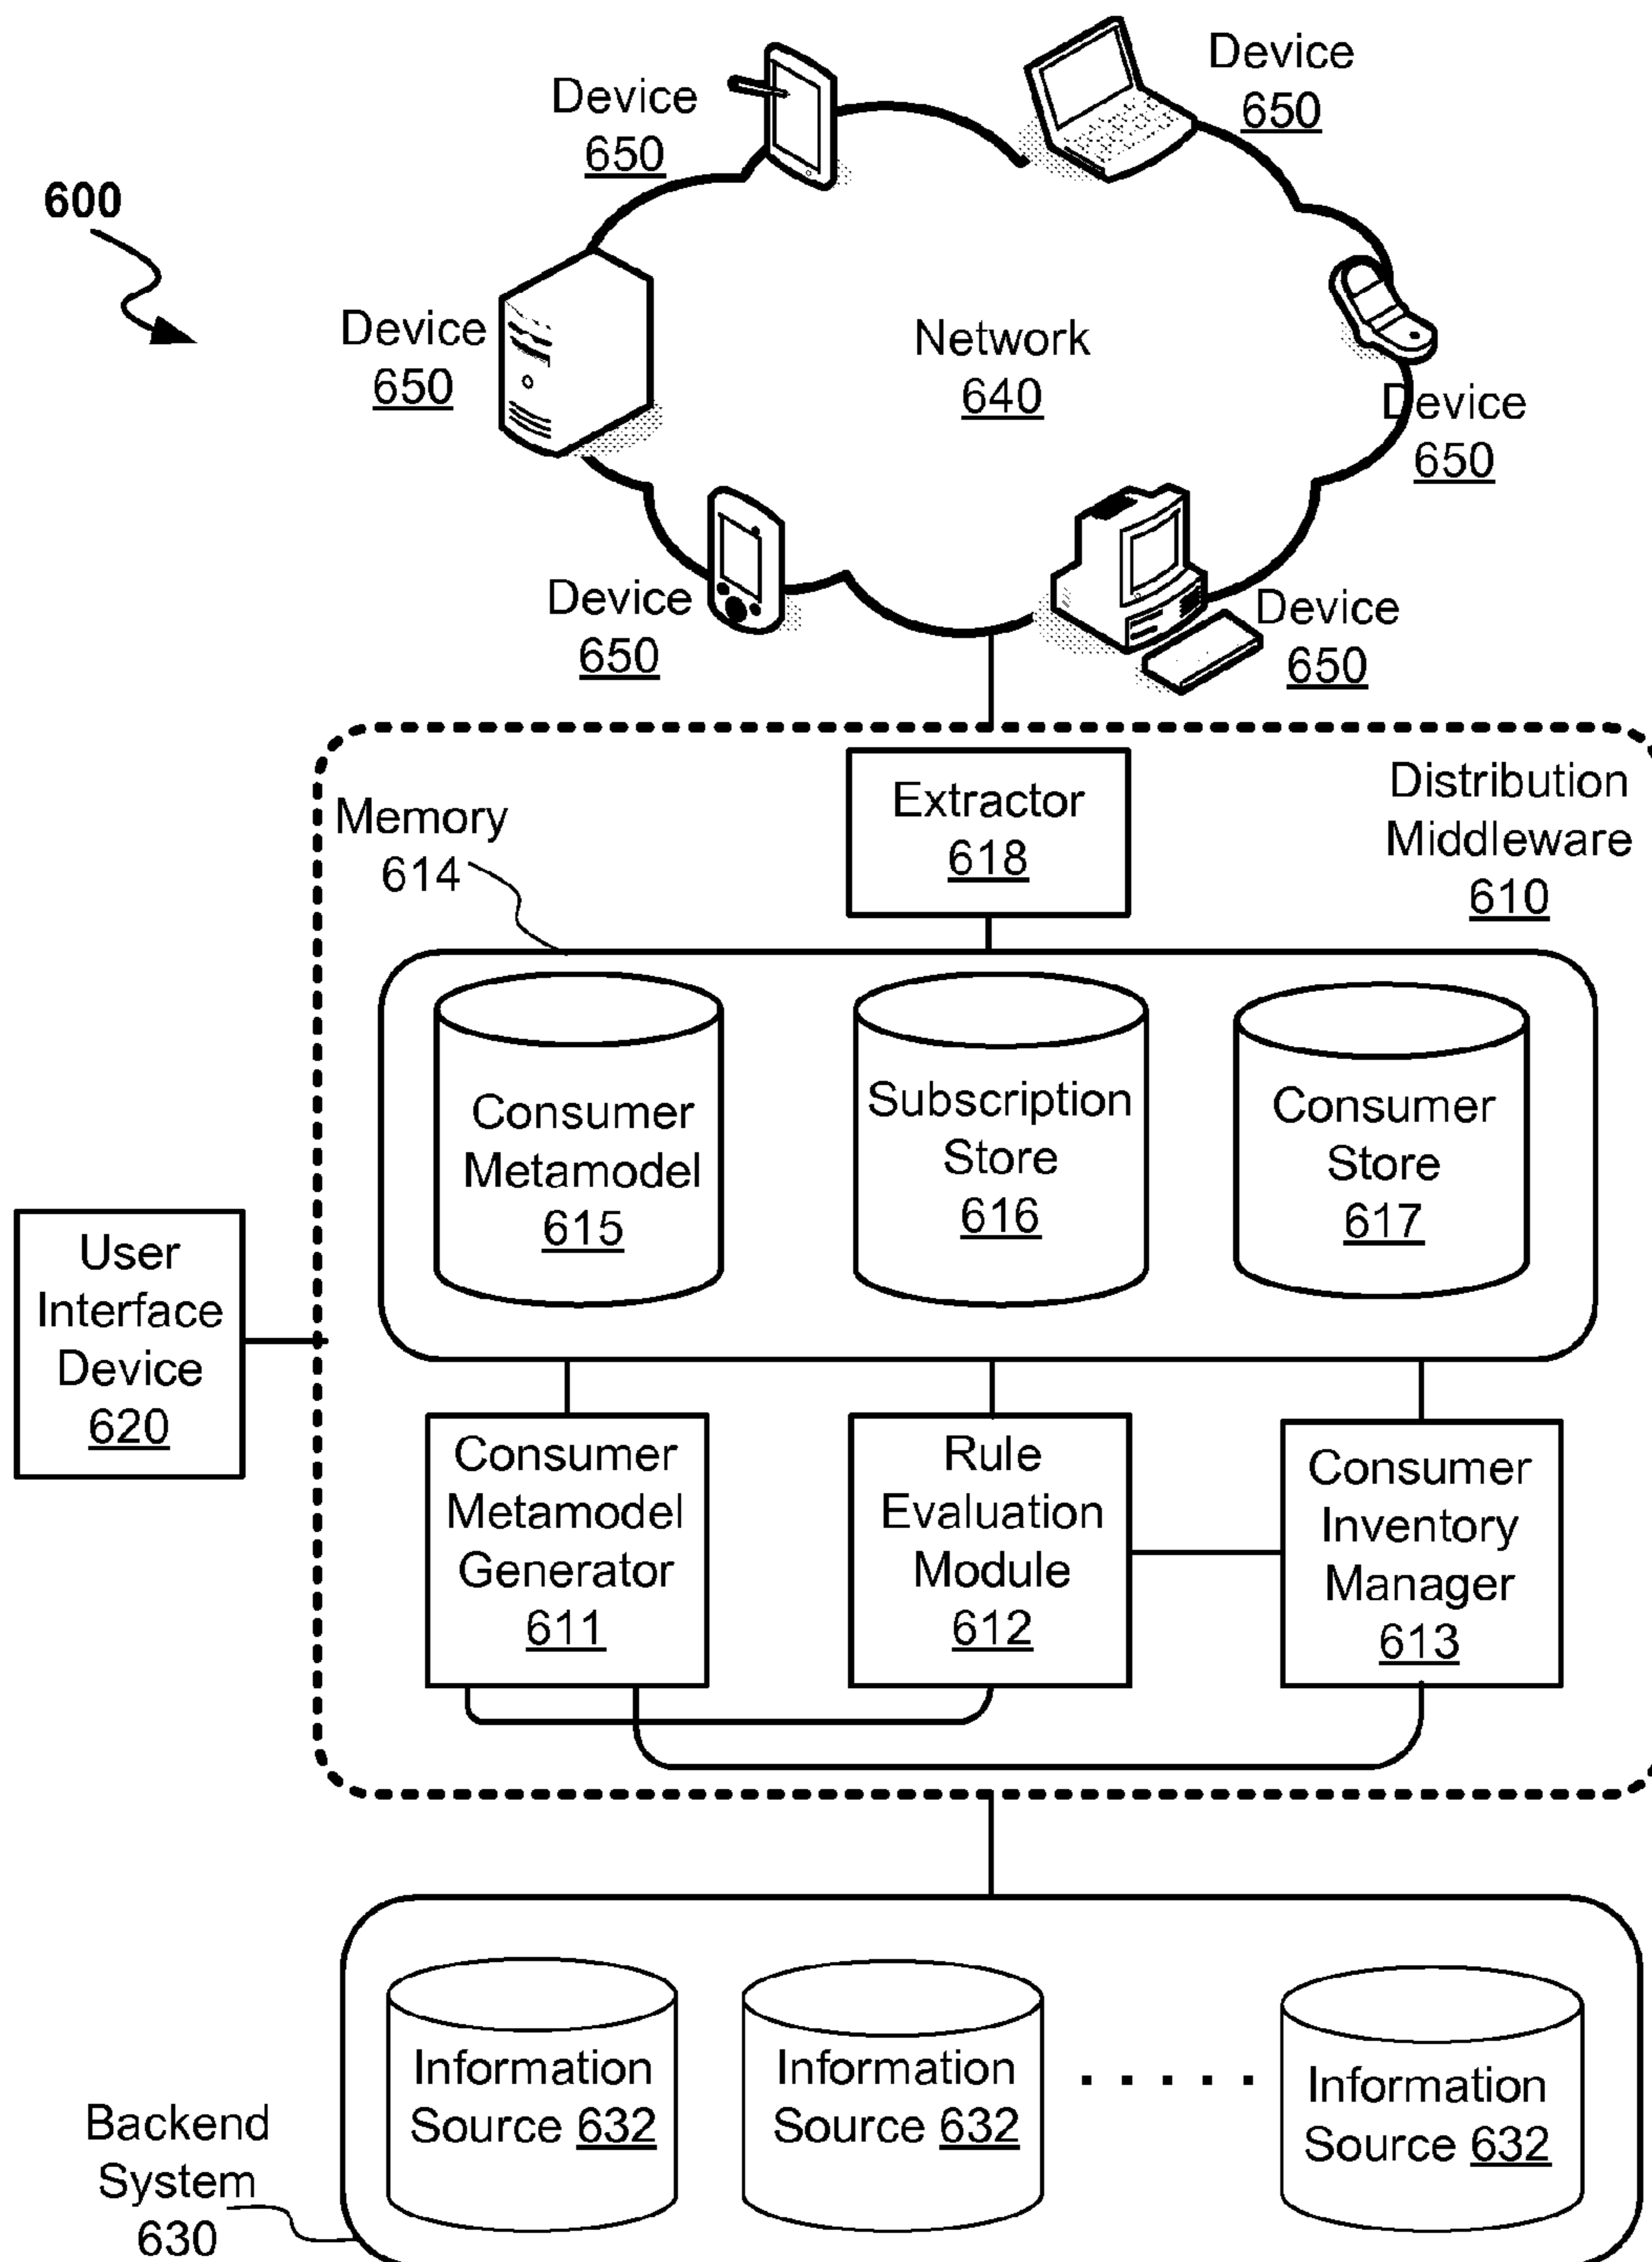 Device
650
Device
650
600
Device
650
Network
640
Device
650
Device
650
Device
650
Distribution
Middleware
610
Extractor
618
Memory
614
Consumer
Metamodel
615
Subscription
Store
616
Consumer
Store
617
User
Interface
Device
620
Consumer
Metamodel
Generator
611
Rule
Evaluation
Module
612
Consumer
Inventory
Manager
613
Information
Source 632
Information
Source 632
Information
Source 632
Backend
System
630